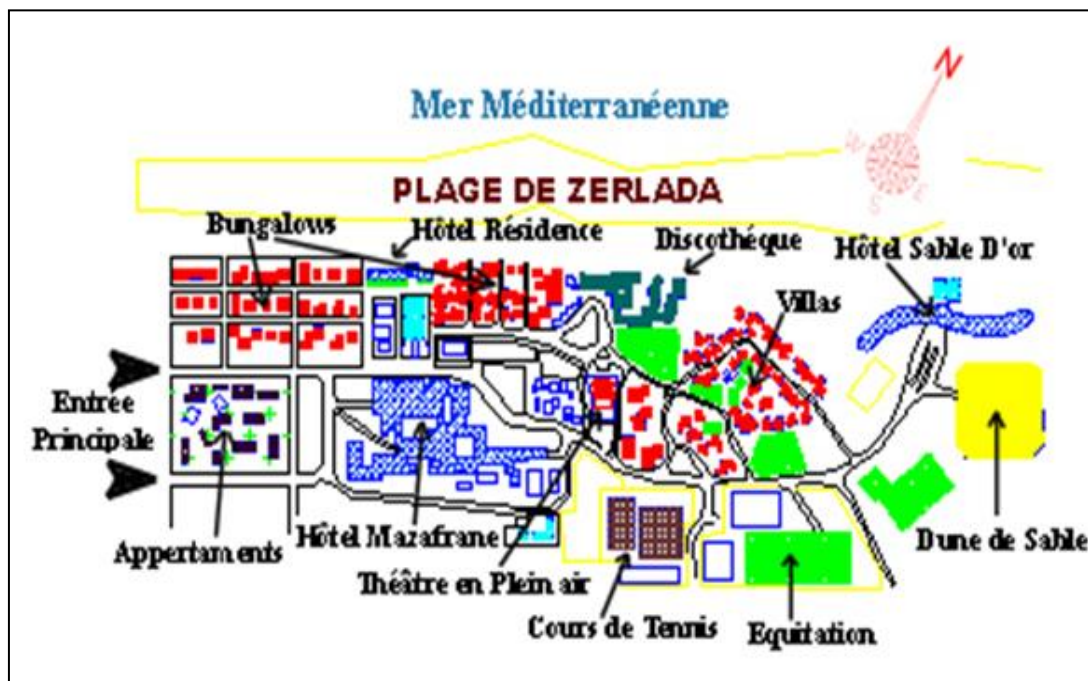 N
W
E
S
Mer Méditerranéenne
PLAGE DE ZERLADA
Bungalows
Hôtel Résidence
Discothéque
Hôtel Sable D'or
Villas
Entrée
Principale
Appertaments
Hôtel Mazafrane
Théâtre en Plein air
Cours de Tennis
Equitation
Dune de Sable